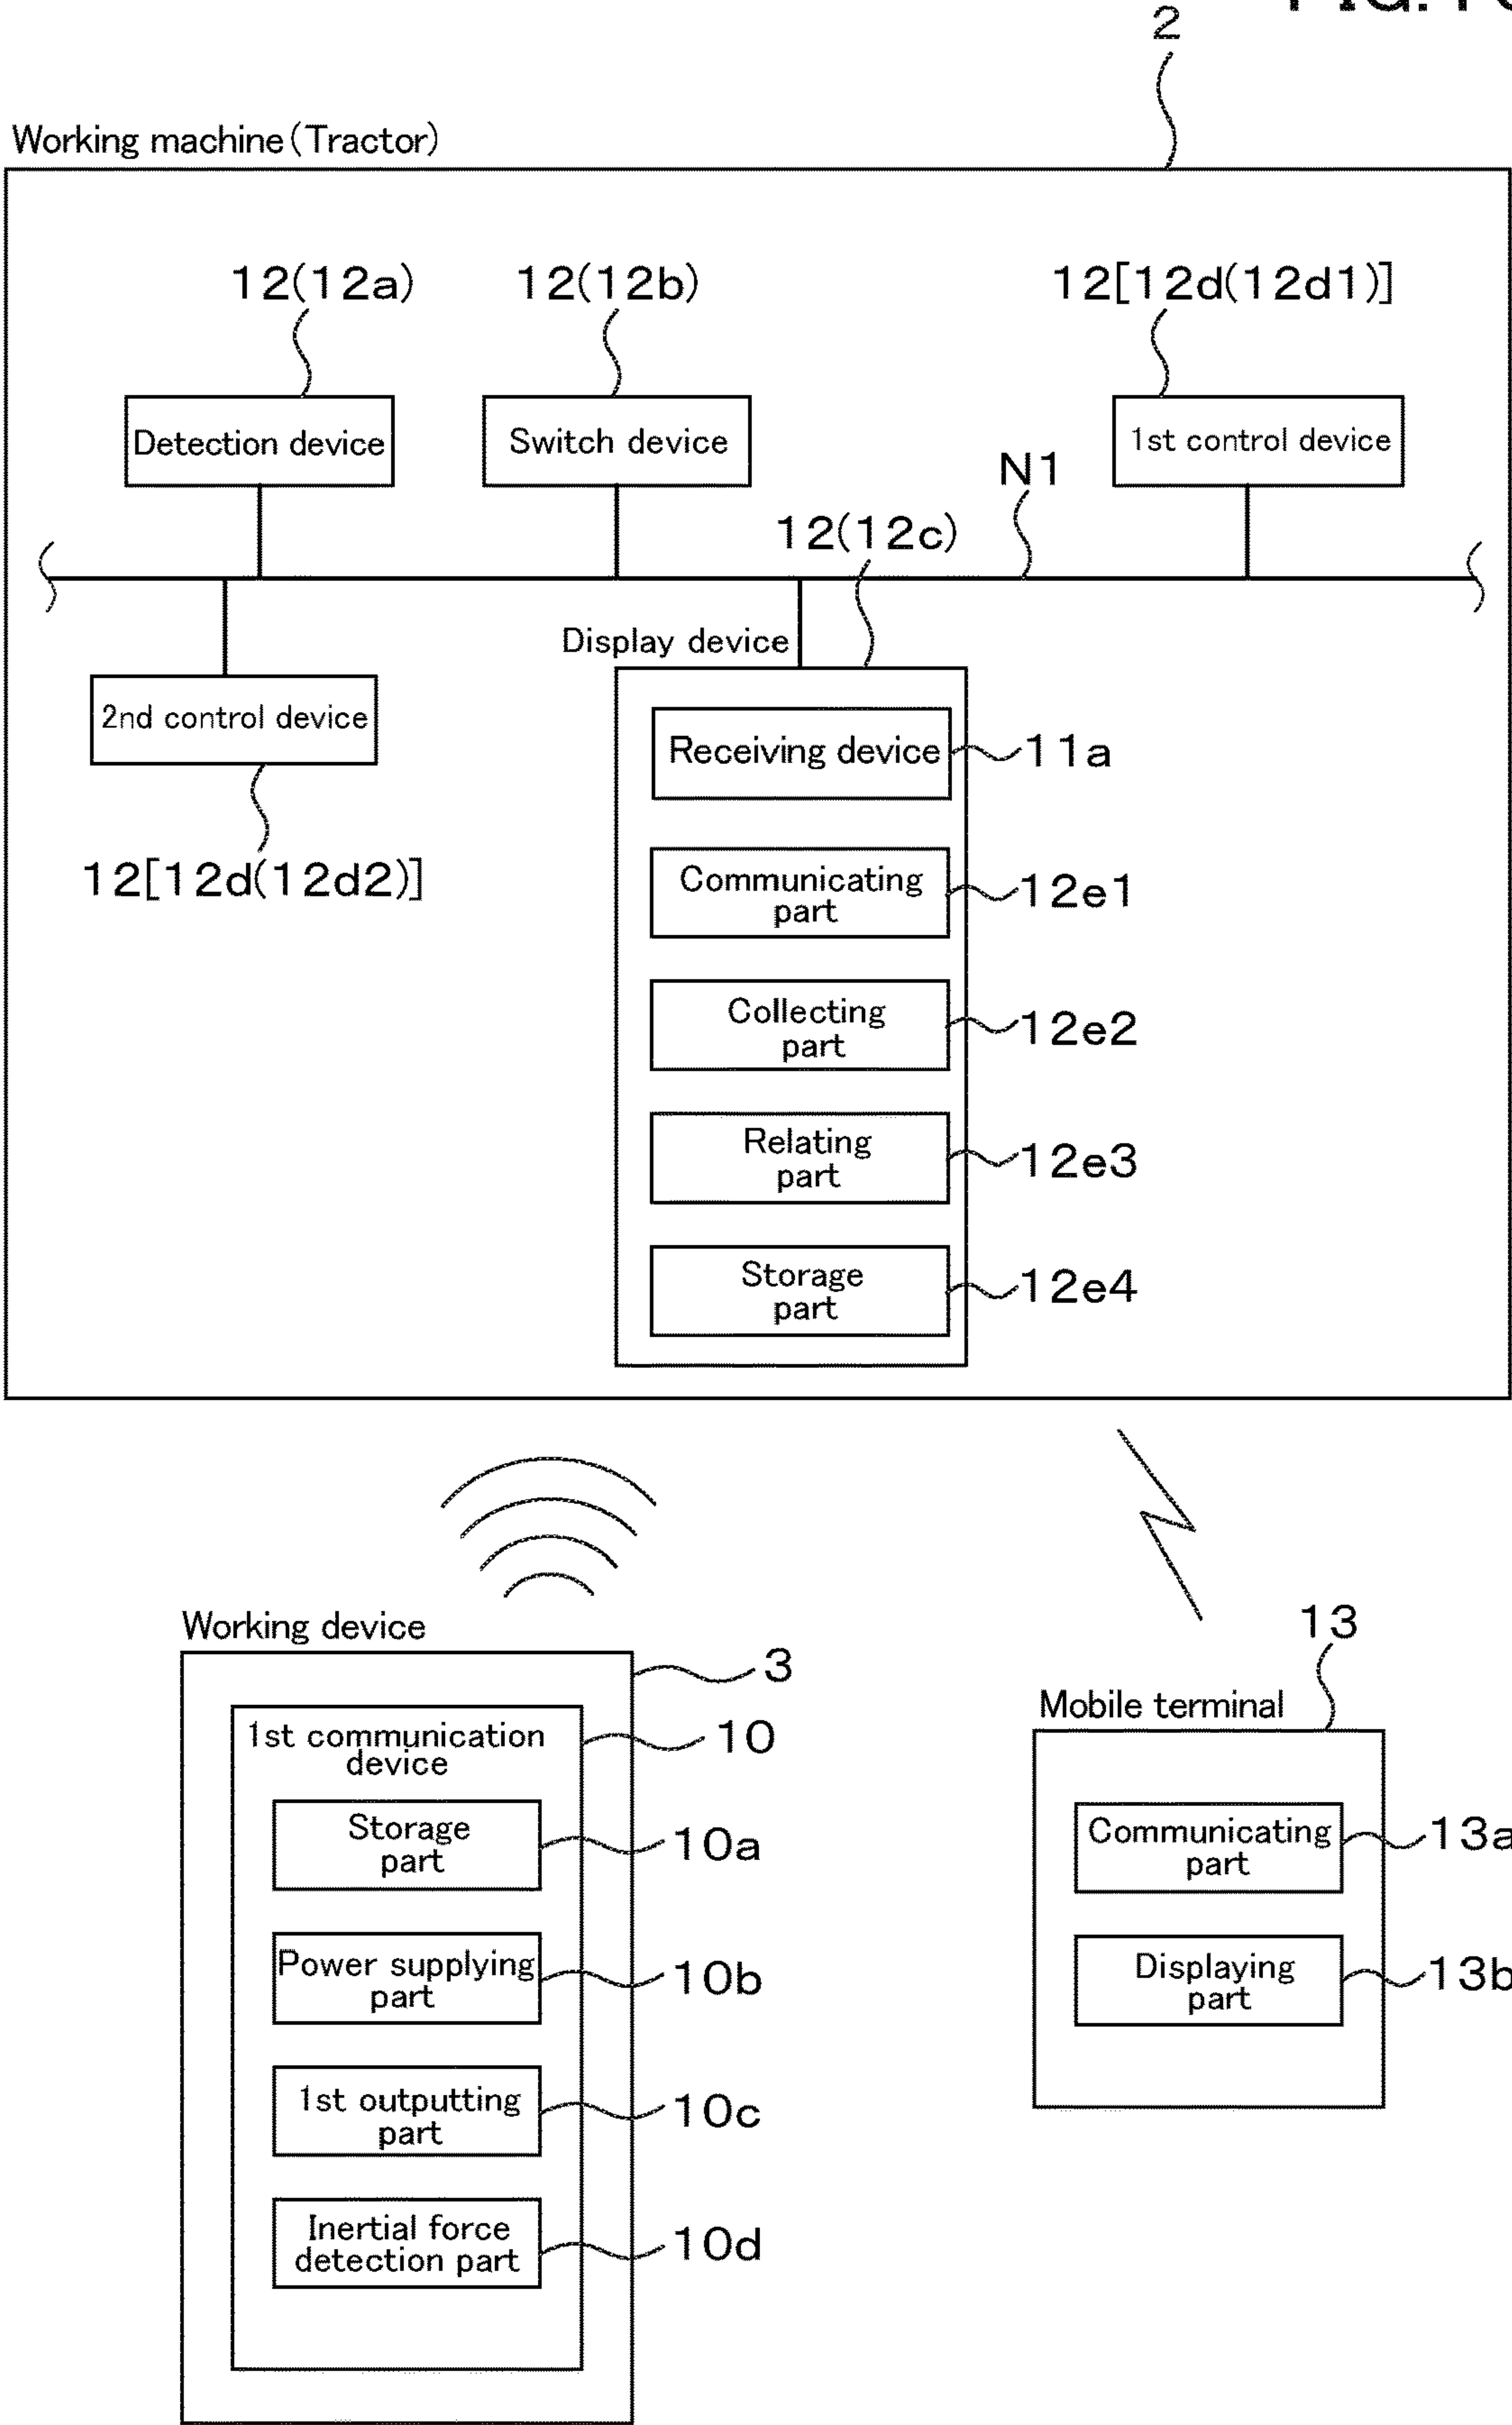 2
Working machine(Tractor)
12(12a)
12(12b)
12[12d(12d1)]
Detection device
Switch device
1st control device
N1
12(12c)
Display device
2nd control device
12[12d(12d2)]
Receiving device
11a
Communicating
part
12e1
Collecting
part
12e2
Relating
part
12e3
Storage
part
12e4
Working device
3
1st communication
device
10
Storage
part
10a
Power supplying
part
10b
1st outputting
part
10c
Inertial force
detection part
10d
13
Mobile terminal
Communicating
part
13a
Displaying
part
13b